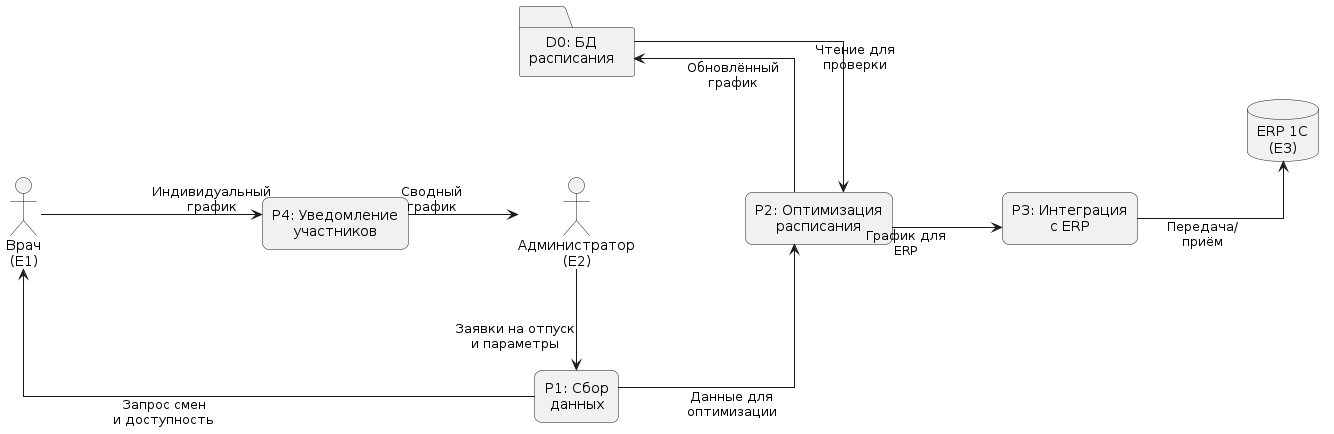 D0: БД
расписания
Чтение для
проверки
Обновлённый
график
ERP 1C
(E3)
Индивидуальный
график
Сводный
график
P4: Уведомление
участников
P2: Оптимизация
расписания
P3: Интеграция
с ERP
Врач
(E1)
Администратор
(E2)
График для
ERP
Передача/
приём
Заявки на отпуск
и параметры
P1: Сбор
данных
Запрос смен
и доступность
Данные для
оптимизации